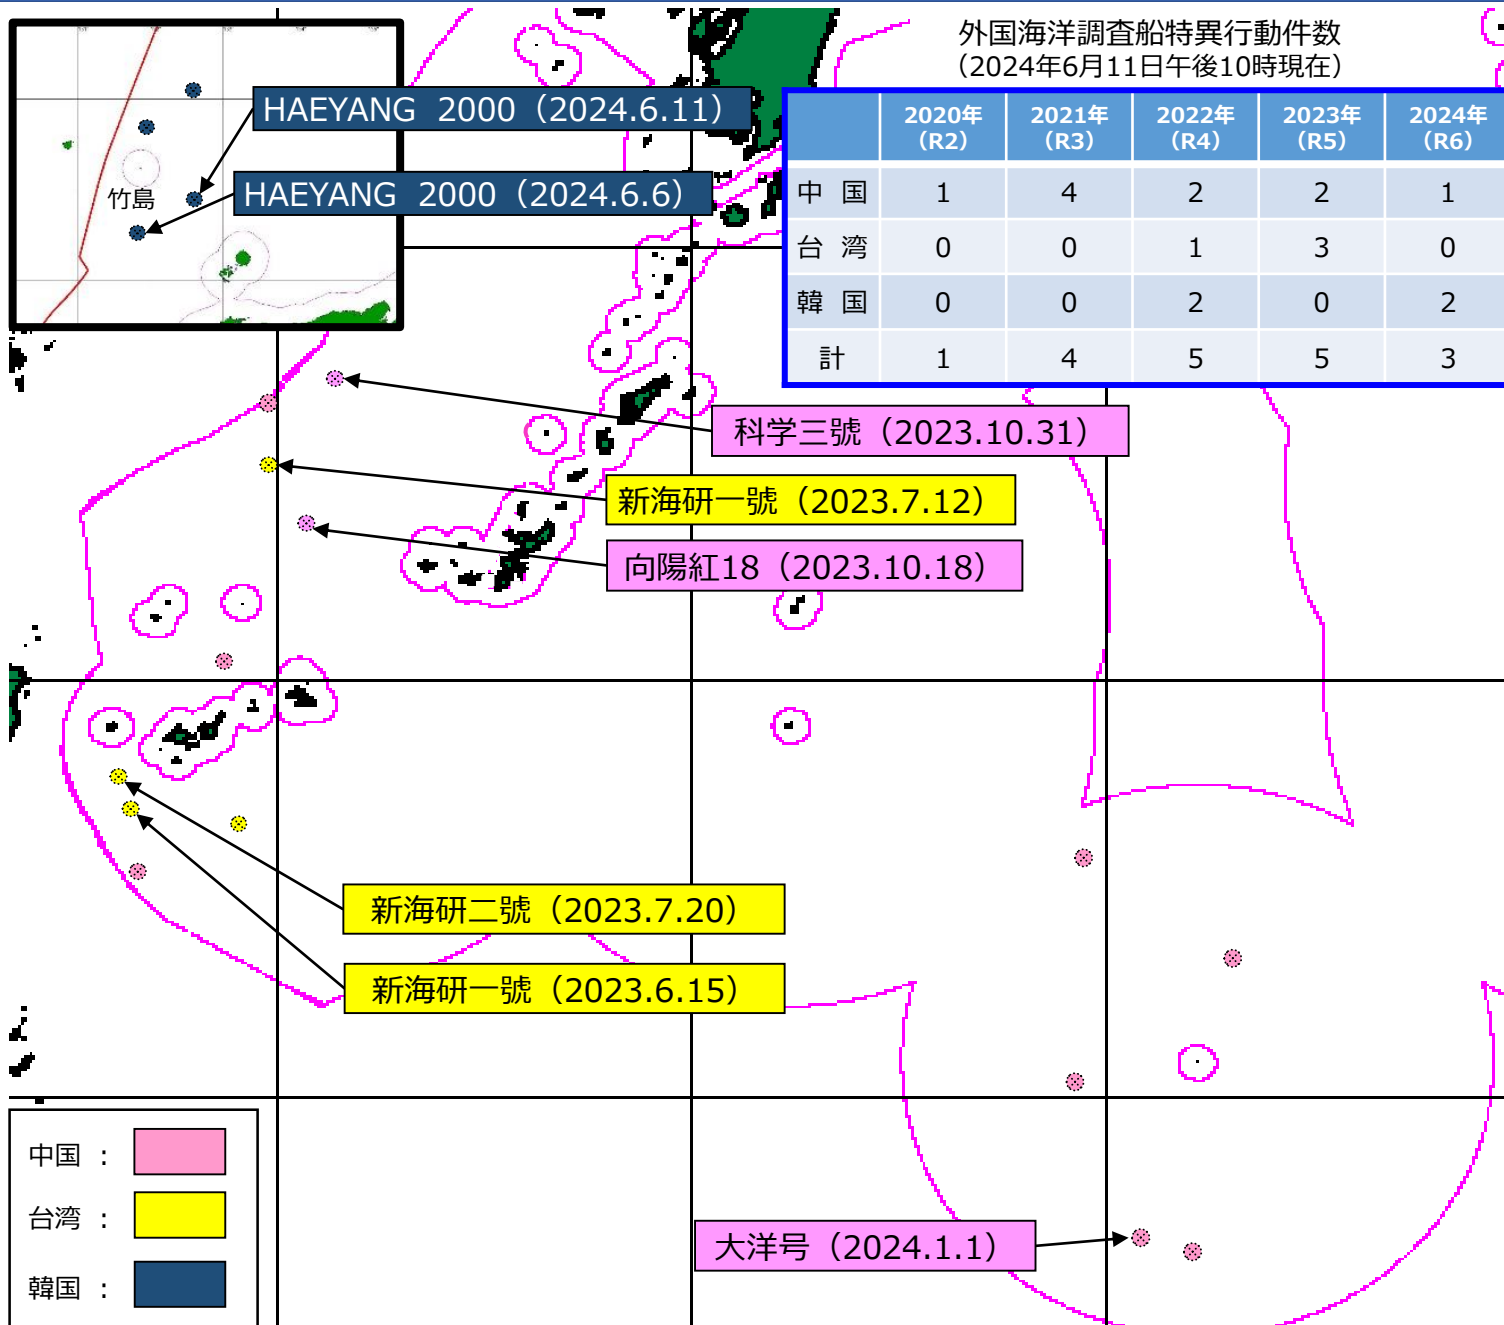 外国海洋調査船特異行動件数
（2024年6月11日午後10時現在）
2020年 2021年 2022年 2023年 2024年
（R2） （R3） （R4） （R5） （R6）
中 国 1 4 2 2 1
台 湾 0 0 1 3 0
韓 国 0 0 2 0 2
計 1 4 5 5 3
HAEYANG 2000（2024.6.11）
竹島
HAEYANG 2000（2024.6.6）
科学三號（2023.10.31）
新海研一號（2023.7.12）
向陽紅18（2023.10.18）
新海研二號（2023.7.20）
新海研一號（2023.6.15）
大洋号（2024.1.1）
中国 ：
台湾 ：
韓国 ：